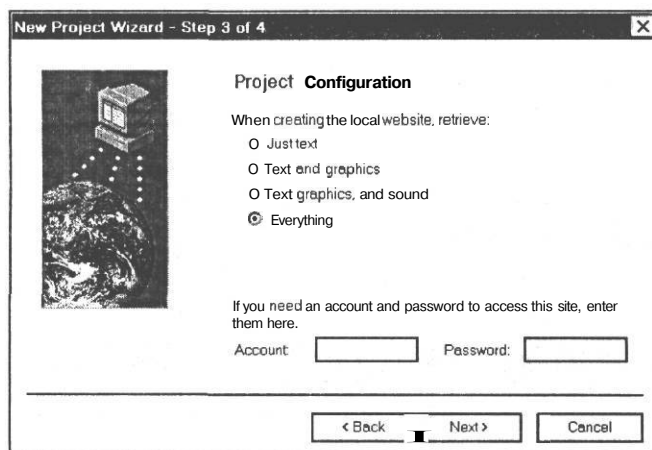 New Project Wizard - Step 3 of 4
Project Configuration
When creating the local website, retrieve:
Just text
Text and graphics
Text graphics, and sound
Everything
If you need an account and password to access this site, enter
them here.
Account
Password:
< Back
Next >
Cancel